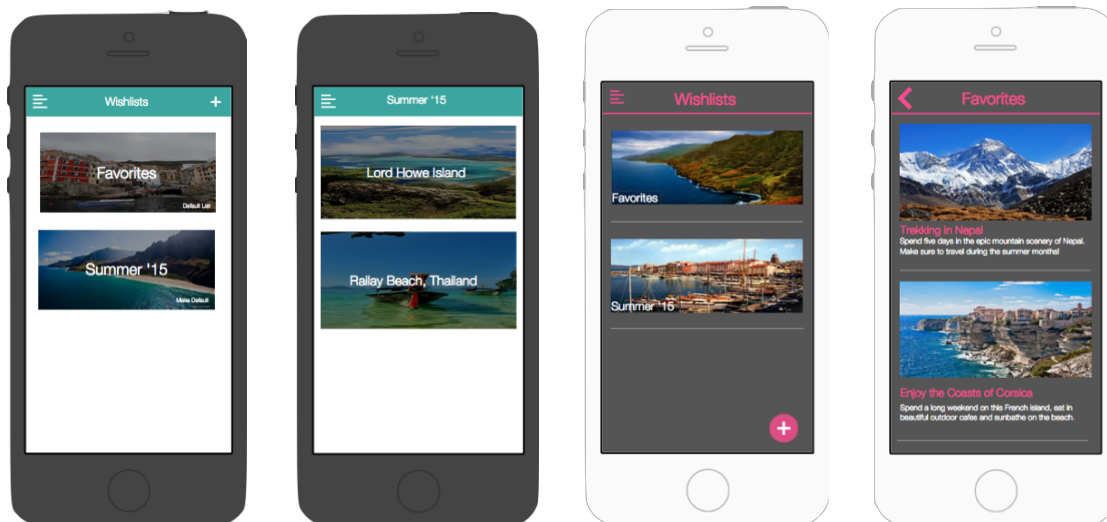 Wishlists
+
Favorites
Default List
Summer '15
Make Default
Summer '15
Lord Howe Island
Railay Beach, Thailand
Wishlists
Favorites
Summer '15
+
Favorites
Trekking in Nepal
Spend five days in the epic mountain scenery of Nepal.
Make sure to travel during the summer months!
Enjoy the Coasts of Corsica
Spend a long weekend on this French island, eat in
beautiful outdoor cafes and sunbathe on the beach.